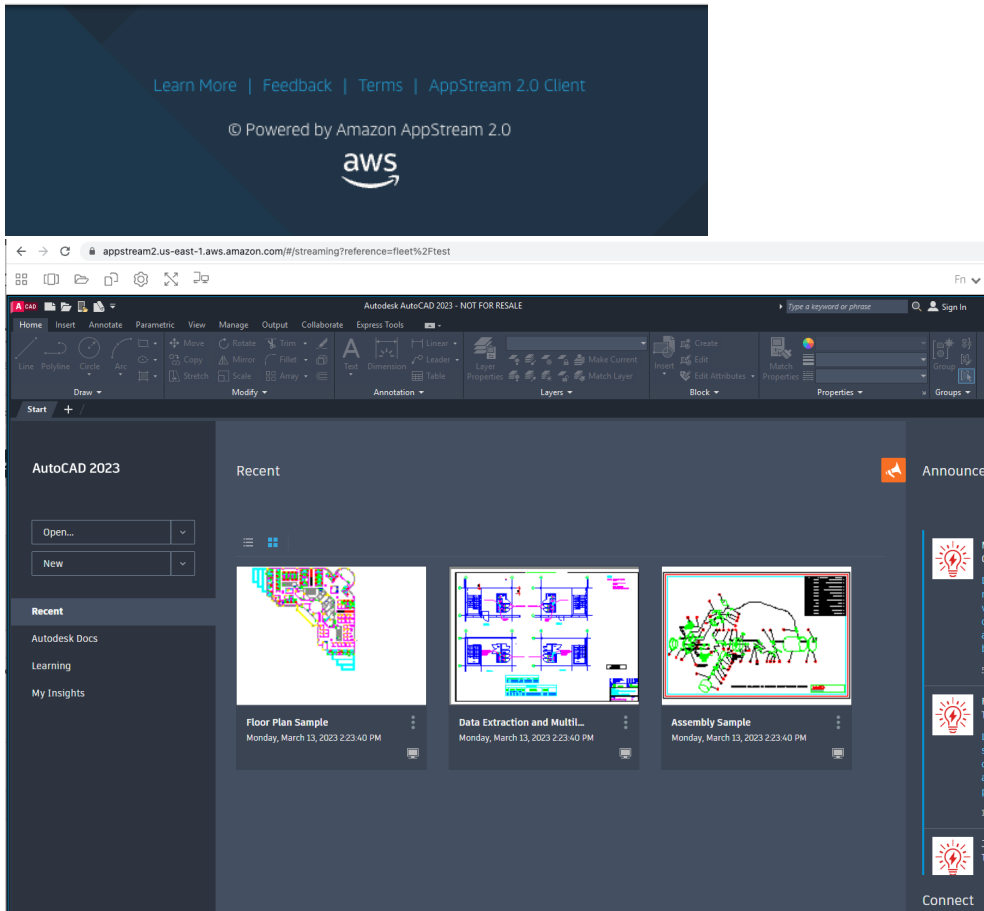 Learn More | Feedback | Terms | AppStream 2.0 Client
© Powered by Amazon AppStream 2.0
aws
appstream2.us-east-1.aws.amazon.com/#/streaming?reference=fleet%2Ftest
Fn
A CAD
Autodesk AutoCAD 2023 - NOT FOR RESALE
Type a keyword or phrase
Sign In
Home Insert Annotate Parametric View Manage Output Collaborate Express Tools
Line Polyline Circle Arc
Move Rotate Trim
Copy Mirror Fillet
Stretch Scale Array
Text Dimension
Linear
Leader
Table
Layer Properties
Make Current
Match Layer
Insert
Create
Edit
Edit Attributes
Match Properties
Group
Draw Modify Annotation Layers Block Properties Groups
Start +
AutoCAD 2023
Open...
New
Recent
Autodesk Docs
Learning
My Insights
Recent
Floor Plan Sample
Monday, March 13, 2023 2:23:40 PM
Data Extraction and Multil...
Monday, March 13, 2023 2:23:40 PM
Assembly Sample
Monday, March 13, 2023 2:23:40 PM
Announce
Connect